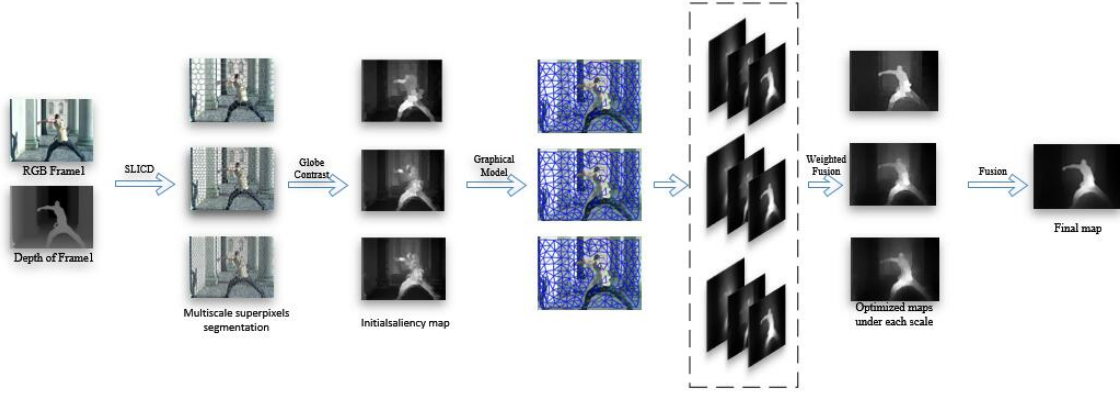 RGB Frame1
Depth of Frame1
SLICD
Multiscale superpixels
segmentation
Globe
Contrast
Initialsaliency map
Graphical
Model
Weighted
Fusion
Optimized maps
under each scale
Fusion
Final map